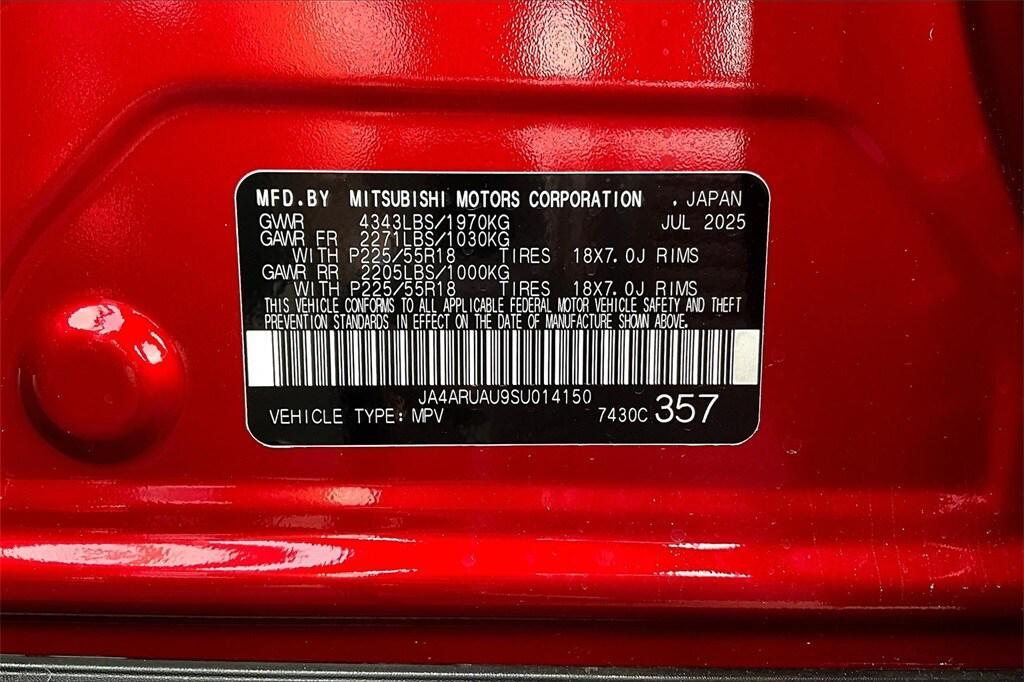 MFD.BY MITSUBISHI MOTORS CORPORATION , JAPAN
GVWR 4343LBS/1970KG JUL 2025
GAWR FR 2271LBS/1030KG
WITH P225/55R18 TIRES 18X7.0J RIMS
GAWR RR 2205LBS/1000KG
WITH P225/55R18 TIRES 18X7.0J RIMS
THIS VEHICLE CONFORMS TO ALL APPLICABLE FEDERAL MOTOR VEHICLE SAFETY AND THEFT
PREVENTION STANDARDS IN EFFECT ON THE DATE OF MANUFACTURE SHOWN ABOVE.
JA4ARUAU9SU014150
VEHICLE TYPE: MPV 7430C 357